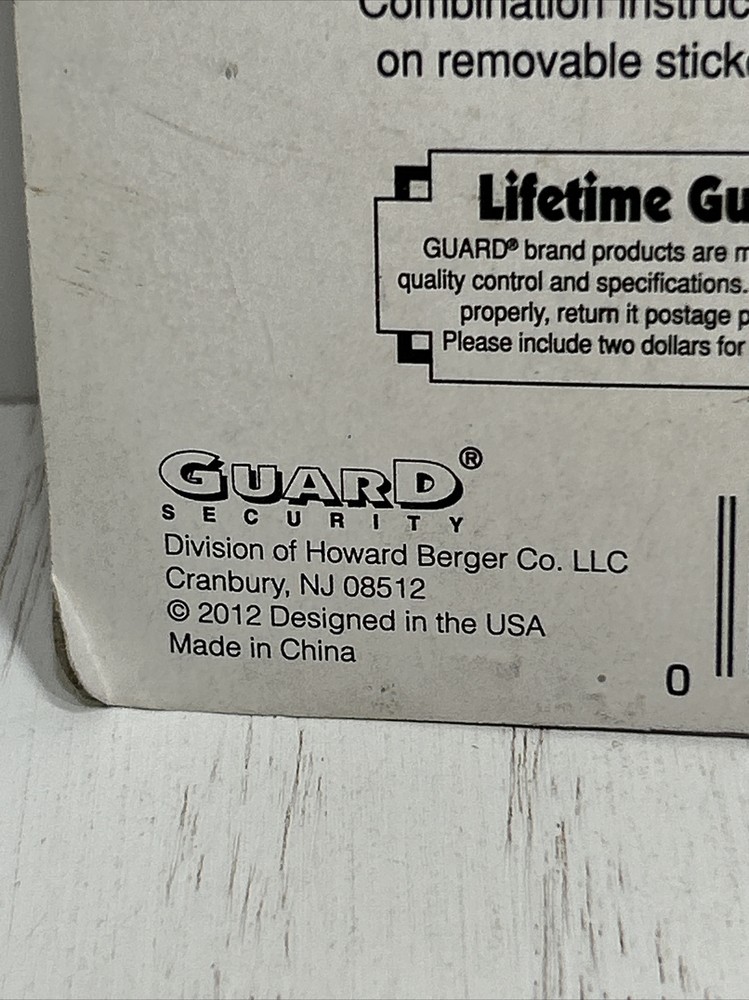 Combination
on removable
Lifetime
GUARD® brand products are
quality control and specifications.
properly, return it postage
Please include two dollars for
GUARD®
SECURITY
Division of Howard Berger Co. LLC
Cranbury, NJ 08512
© 2012 Designed in the USA
Made in China
0